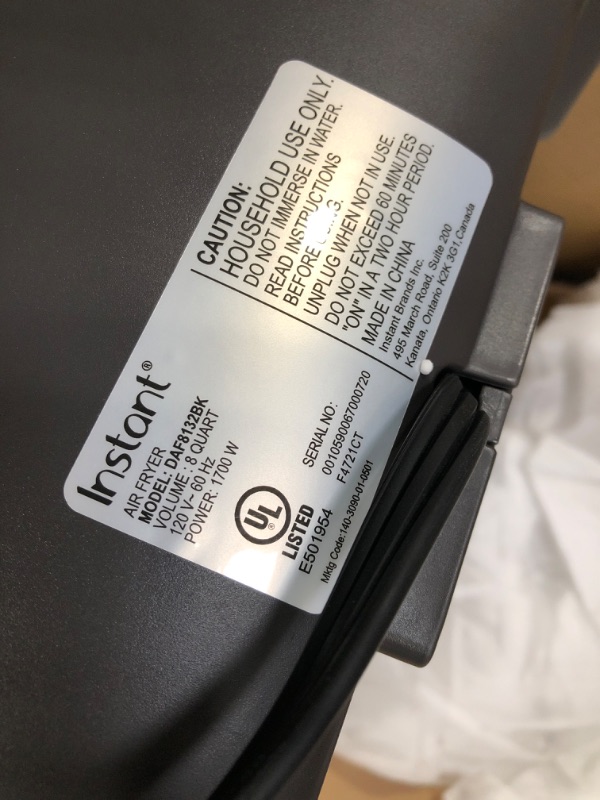 Instant®
AIR FRYER
MODEL: DAF8132BK
VOLUME : 8 QUART
120 V~ 60 Hz
POWER: 1700 W
UL
®
LISTED
E501954
SERIAL NO:
0010590067000720
F4721CT
Mktg Code:140-3090-01-0501
CAUTION:
HOUSEHOLD USE ONLY.
DO NOT IMMERSE IN WATER.
READ INSTRUCTIONS
BEFORE
UNPLUG WHEN NOT IN USE.
DO NOT EXCEED 60 MINUTES
"ON" IN A TWO HOUR PERIOD.
MADE IN CHINA
Instant Brands Inc.
495 March Road, Suite 200
Kanata, Ontario K2K 3G1,Canada